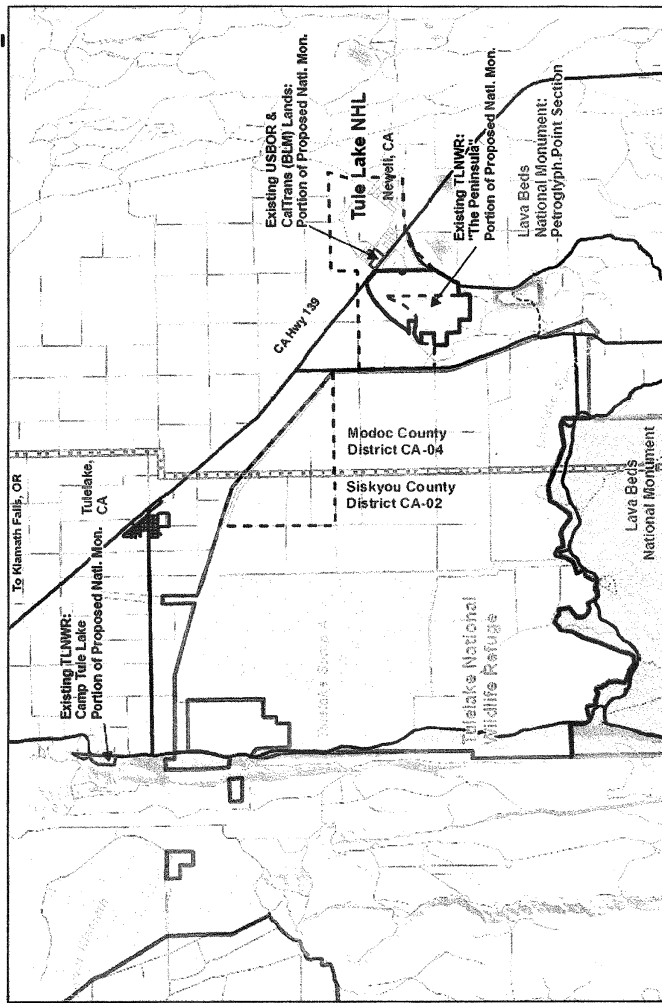 To Klamath Falls, OR
Tulelake,
CA
Existing TLNWR:
Camp Tule Lake
Portion of Proposed Natl. Mon.
CA Hwy 139
Existing USBOR &
CalTrans (BLM) Lands:
Portion of Proposed Natl. Mon.
Tule Lake NHL
Newell, CA
Existing TLNWR:
"The Peninsula"
Portion of Proposed Natl. Mon.
Lava Beds
National Monument:
Petroglyph Point Section
Modoc County
District CA-04
Siskyou County
District CA-02
Tulelake National
Wildlife Refuge
Lava Beds
National Monument